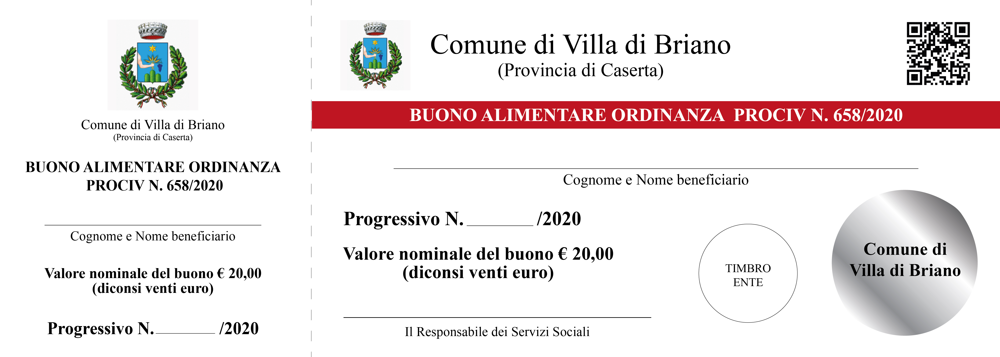 Comune di Villa di Briano
(Provincia di Caserta)
BUONO ALIMENTARE ORDINANZA
PROCIV N. 658/2020
Cognome e Nome beneficiario
Valore nominale del buono € 20,00
(diconsi venti euro)
Progressivo N. ________ /2020
Comune di Villa di Briano
(Provincia di Caserta)
BUONO ALIMENTARE ORDINANZA PROCIV N. 658/2020
Cognome e Nome beneficiario
Progressivo N. ________ /2020
Valore nominale del buono € 20,00
(diconsi venti euro)
Il Responsabile dei Servizi Sociali
TIMBRO
ENTE
Comune di
Villa di Briano